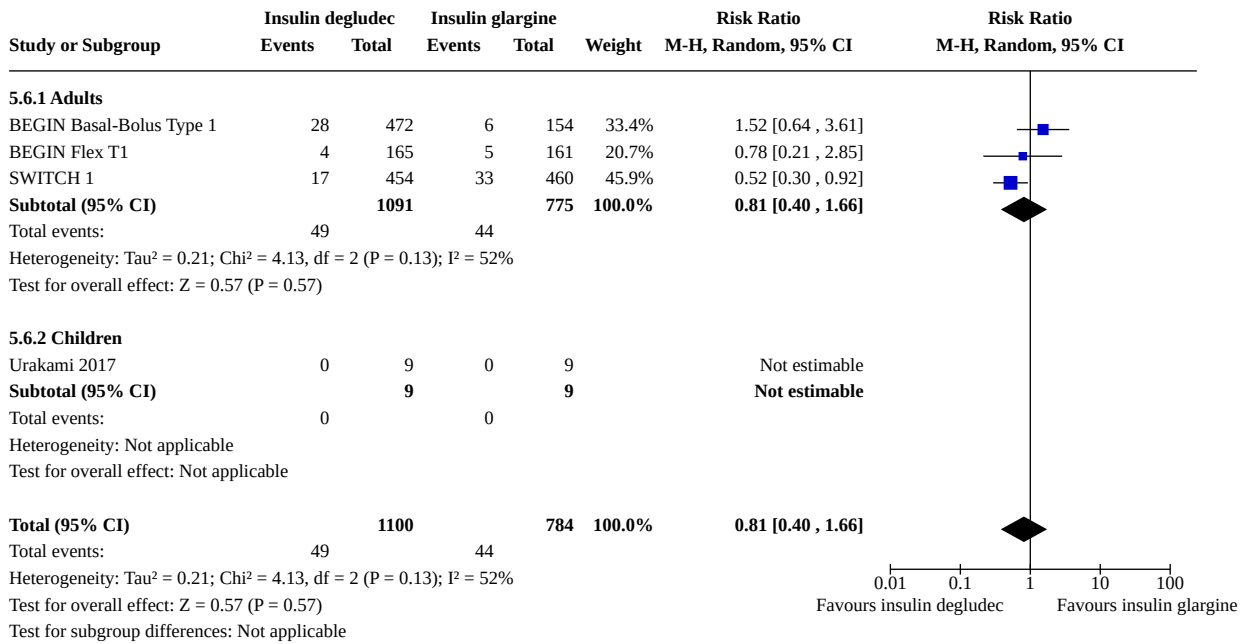 Insulin degludec Insulin glargine Risk Ratio Risk Ratio
Study or Subgroup Events Total Events Total Weight M-H, Random, 95% CI M-H, Random, 95% CI
5.6.1 Adults
BEGIN Basal-Bolus Type 1 28 472 6 154 33.4% 1.52 [0.64 , 3.61]
BEGIN Flex T1 4 165 5 161 20.7% 0.78 [0.21 , 2.85]
SWITCH 1 17 454 33 460 45.9% 0.52 [0.30 , 0.92]
Subtotal (95% CI) 1091 775 100.0% 0.81 [0.40 , 1.66]
Total events: 49 44
Heterogeneity: Tau² = 0.21; Chi² = 4.13, df = 2 (P = 0.13); I² = 52%
Test for overall effect: Z = 0.57 (P = 0.57)
5.6.2 Children
Urakami 2017 0 9 0 9 Not estimable
Subtotal (95% CI) 9 9 Not estimable
Total events: 0 0
Heterogeneity: Not applicable
Test for overall effect: Not applicable
Total (95% CI) 1100 784 100.0% 0.81 [0.40 , 1.66]
Total events: 49 44
Heterogeneity: Tau² = 0.21; Chi² = 4.13, df = 2 (P = 0.13); I² = 52%
Test for overall effect: Z = 0.57 (P = 0.57)
Test for subgroup differences: Not applicable
0.01 0.1 1 10 100
Favours insulin degludec Favours insulin glargine